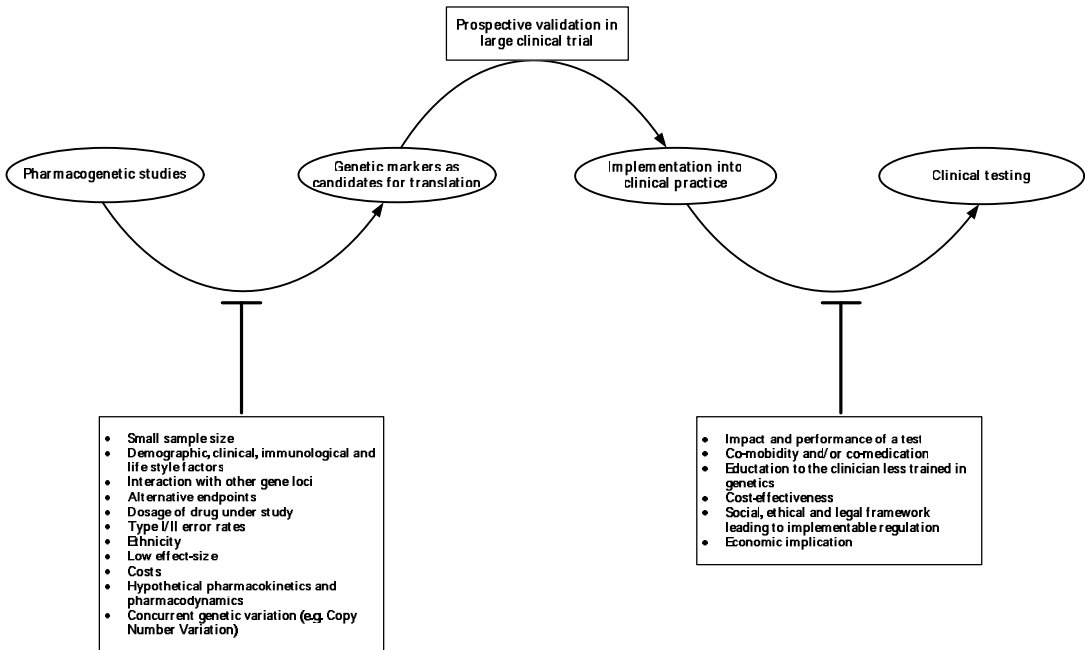 Prospective validation in
large clinical trial
Pharmacogenetic studies
Genetic markers as
candidates for translation
Implementation into
clinical practice
Clinical testing
• Small sample size
• Demographic, clinical, immunological and
life style factors
• Interaction with other gene loci
• Alternative endpoints
• Dosage of drug under study
• Type I/II error rates
• Ethnicity
• Low effect-size
• Costs
• Hypothetical pharmacokinetics and
pharmacodynamics
• Concurrent genetic variation (e.g. Copy
Number Variation)
• Impact and performance of a test
• Co-mobidity and/or co-medication
• Eductation to the clinician less trained in
genetics
• Cost-effectiveness
• Social, ethical and legal framework
leading to implementable regulation
• Economic implication